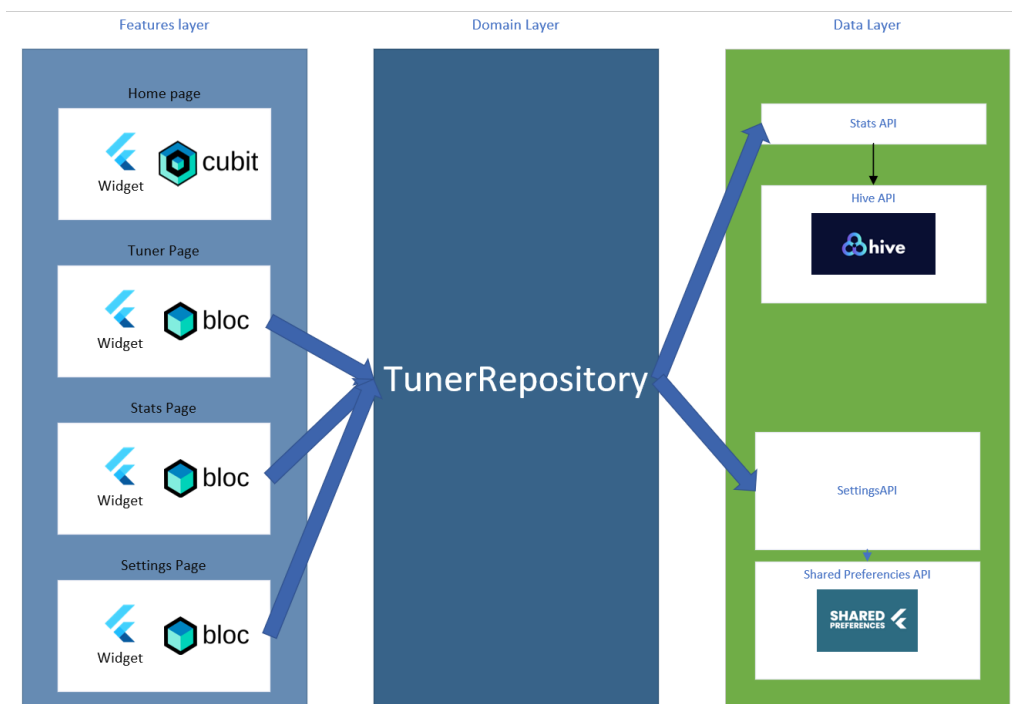 Features layer
Domain Layer
Data Layer
Home page
Widget
cubit
Tuner Page
Widget
bloc
Stats Page
Widget
bloc
Settings Page
Widget
bloc
TunerRepository
Stats API
Hive API
hive
SettingsAPI
Shared Preferencies API
SHARED
PREFERENCES